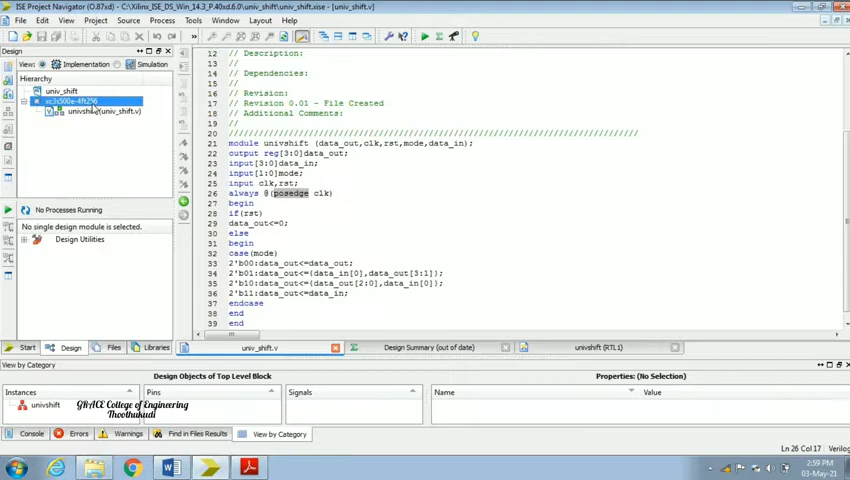 ISE Project Navigator (O.87xd) - C:\Xilinx_ISE_DS_Win_14.3_P.40xd.6.0\univ_shift\univ_shift.xise - [univ_shift.v]
File Edit View Project Source Process Tools Window Layout Help
Design
View: Implementation Simulation
Hierarchy
univ_shift
xc3s500e-4ft256
univshift (univ_shift.v)
No Processes Running
No single design module is selected.
Design Utilities
Start Design Files Libraries
12 // Description:
13 //
14 // Dependencies:
15 //
16 // Revision:
17 // Revision 0.01 - File Created
18 // Additional Comments:
19 //
20 //////////////////////////////////////////////////////////////////////////////////
21 module univshift (data_out,clk,rst,mode,data_in);
22 output reg[3:0]data_out;
23 input[3:0]data_in;
24 input[1:0]mode;
25 input clk,rst;
26 always @(posedge clk)
27 begin
28 if(rst)
29 data_out<=0;
30 else
31 begin
32 case(mode)
33 2'b00:data_out<=data_out;
34 2'b01:data_out<={data_in[0],data_out[3:1]};
35 2'b10:data_out<={data_out[2:0],data_in[0]};
36 2'b11:data_out<=data_in;
37 endcase
38 end
39 end
univ_shift.v Design Summary (out of date) univshift (RTL1)
View by Category
Design Objects of Top Level Block Properties: (No Selection)
Instances Pins Signals Name Value
univshift
GRACE College of Engineering
Thoothukudi
Console Errors Warnings Find in Files Results View by Category
Ln 26 Col 17 Verilog
2:59 PM
03-May-21